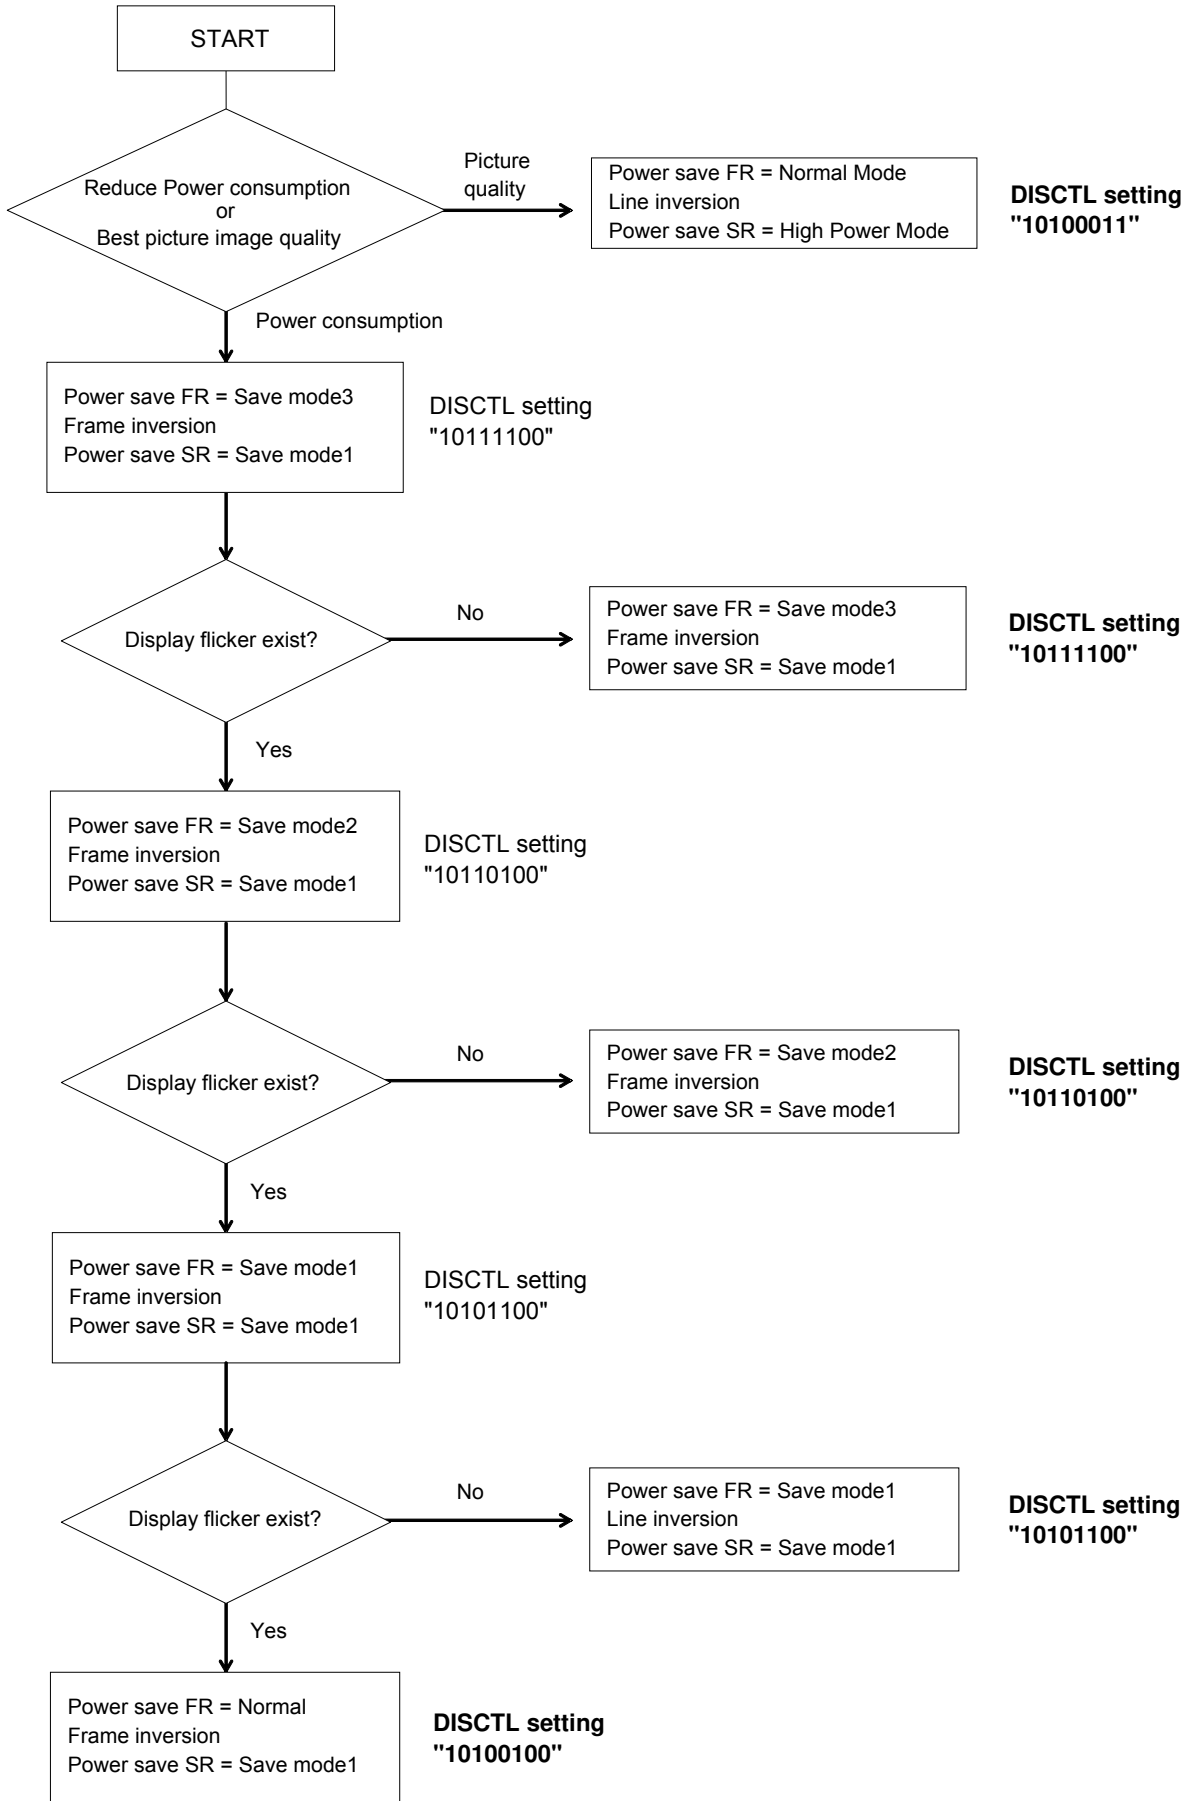 START
Reduce Power consumption
or
Best picture image quality
Picture
quality
Power save FR = Normal Mode
Line inversion
Power save SR = High Power Mode
DISCTL setting
"10100011"
Power consumption
Power save FR = Save mode3
Frame inversion
Power save SR = Save mode1
DISCTL setting
"10111100"
Display flicker exist?
No
Power save FR = Save mode3
Frame inversion
Power save SR = Save mode1
DISCTL setting
"10111100"
Yes
Power save FR = Save mode2
Frame inversion
Power save SR = Save mode1
DISCTL setting
"10110100"
Display flicker exist?
No
Power save FR = Save mode2
Frame inversion
Power save SR = Save mode1
DISCTL setting
"10110100"
Yes
Power save FR = Save mode1
Frame inversion
Power save SR = Save mode1
DISCTL setting
"10101100"
Display flicker exist?
No
Power save FR = Save mode1
Line inversion
Power save SR = Save mode1
DISCTL setting
"10101100"
Yes
Power save FR = Normal
Frame inversion
Power save SR = Save mode1
DISCTL setting
"10100100"